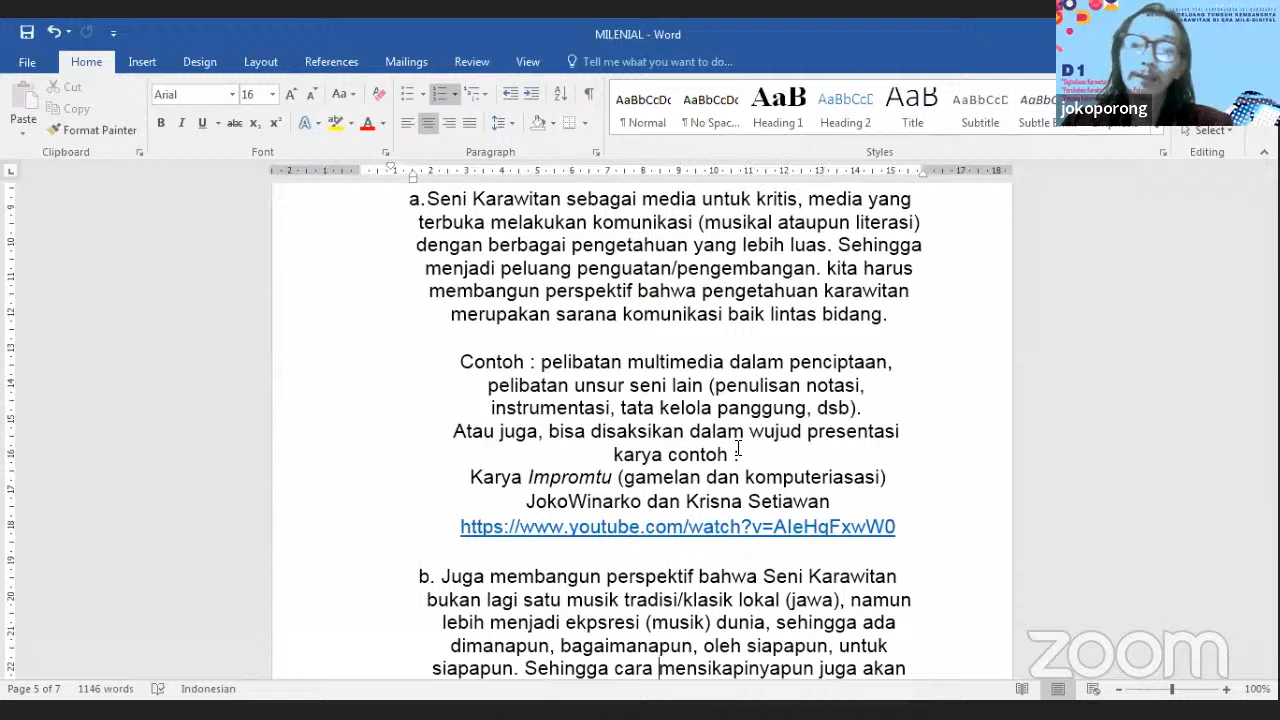 MILENIAL - Word
File Home Insert Design Layout References Mailings Review View Tell me what you want to do...
Cut
Copy
Format Painter
Paste
Arial 16
AaBbCcDc AaBbCcDc AaB AaBbCcD AaB AaBbCcD
¶ Normal ¶ No Spac... Heading 1 Heading 2 Title Subtitle
Select
Clipboard Font Paragraph Styles Editing
D1
jokoporong
a.Seni Karawitan sebagai media untuk kritis, media yang
terbuka melakukan komunikasi (musikal ataupun literasi)
dengan berbagai pengetahuan yang lebih luas. Sehingga
menjadi peluang penguatan/pengembangan. kita harus
membangun perspektif bahwa pengetahuan karawitan
merupakan sarana komunikasi baik lintas bidang.
Contoh : pelibatan multimedia dalam penciptaan,
pelibatan unsur seni lain (penulisan notasi,
instrumentasi, tata kelola panggung, dsb).
Atau juga, bisa disaksikan dalam wujud presentasi
karya contoh :
Karya Impromtu (gamelan dan komputeriasasi)
JokoWinarko dan Krisna Setiawan
https://www.youtube.com/watch?v=AIeHqFxwW0
b. Juga membangun perspektif bahwa Seni Karawitan
bukan lagi satu musik tradisi/klasik lokal (jawa), namun
lebih menjadi ekpsresi (musik) dunia, sehingga ada
dimanapun, bagaimanapun, oleh siapapun, untuk
siapapun. Sehingga cara mensikapinyapun juga akan
zoom
Page 5 of 7 1146 words Indonesian 100%